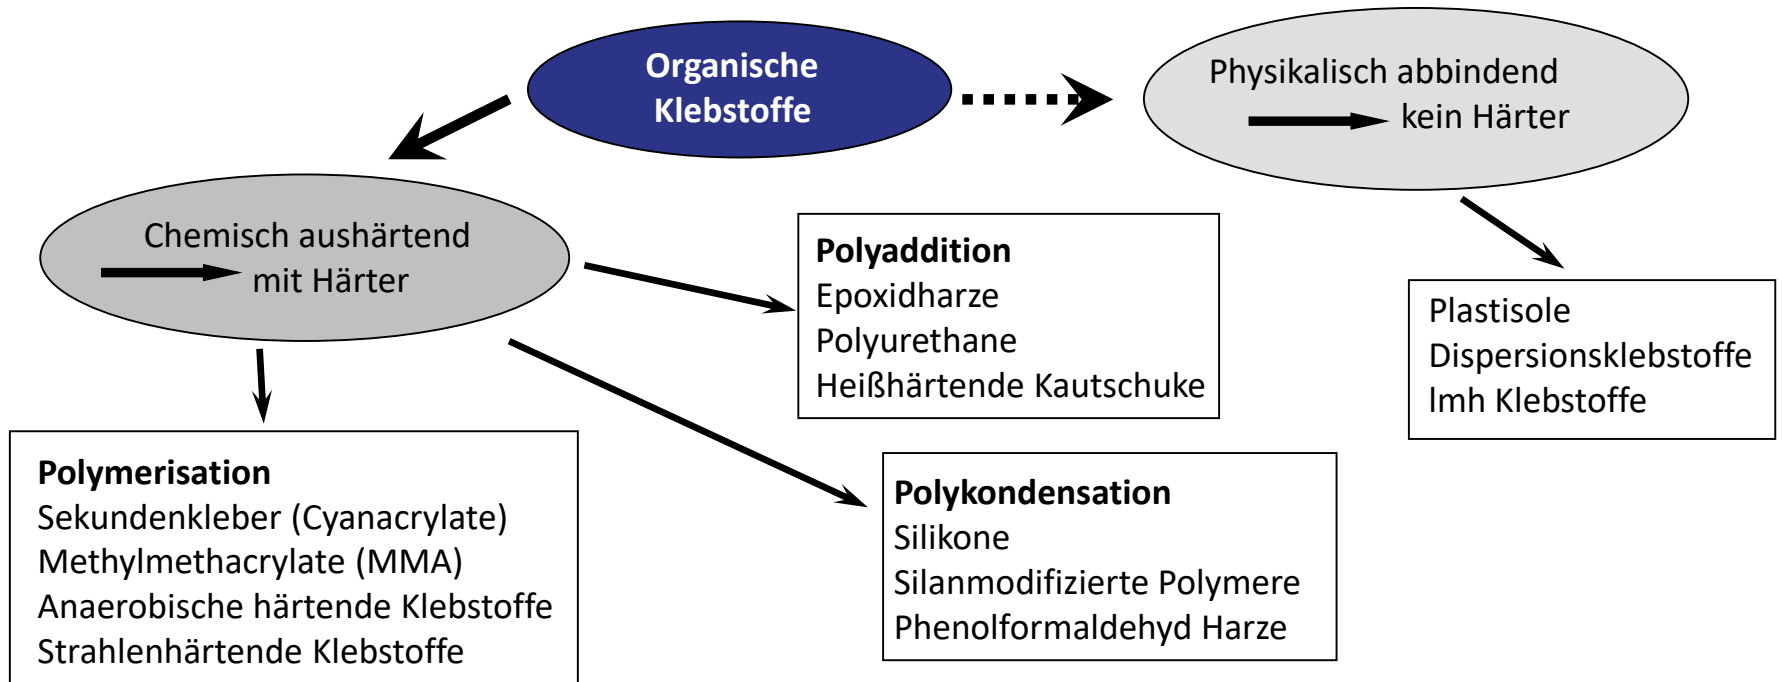 Organische
Klebstoffe
Physikalisch abbindend
kein Härter
Chemisch aushärtend
mit Härter
Polyaddition
Epoxidharze
Polyurethane
Heißhärtende Kautschuke
Plastisole
Dispersionsklebstoffe
lmh Klebstoffe
Polymerisation
Sekundenkleber (Cyanacrylate)
Methylmethacrylate (MMA)
Anaerobische härtende Klebstoffe
Strahlenhärtende Klebstoffe
Polykondensation
Silikone
Silanmodifizierte Polymere
Phenolformaldehyd Harze